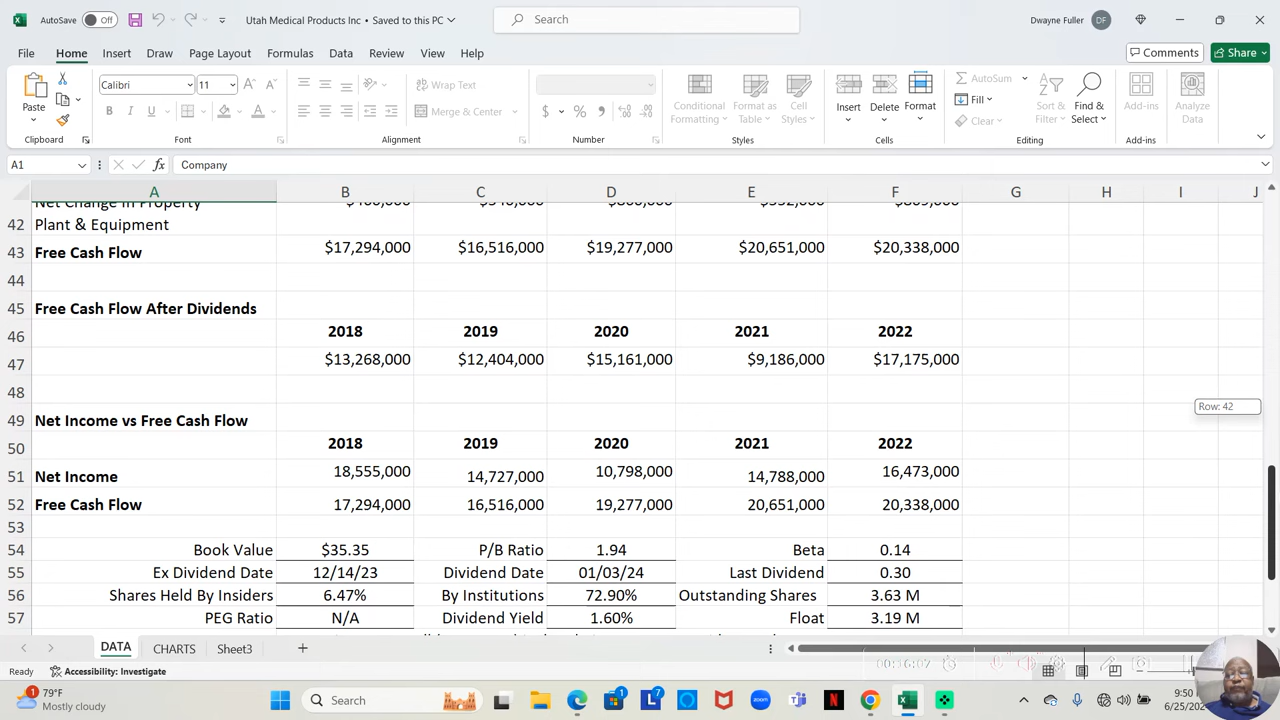 AutoSave Off Utah Medical Products Inc • Saved to this PC Search Dwayne Fuller DF
File Home Insert Draw Page Layout Formulas Data Review View Help Comments Share
Paste Calibri 11 Wrap Text Merge & Center Conditional Formatting Format as Table Cell Styles Insert Delete Format AutoSum Fill Clear Sort & Filter Find & Select Add-ins Analyze Data
Clipboard Font Alignment Number Styles Cells Editing Add-ins
A1 fx Company
A B C D E F G H I J
Net Change in Property
42 Plant & Equipment
43 Free Cash Flow $17,294,000 $16,516,000 $19,277,000 $20,651,000 $20,338,000
44
45 Free Cash Flow After Dividends
46 2018 2019 2020 2021 2022
47 $13,268,000 $12,404,000 $15,161,000 $9,186,000 $17,175,000
48 Row: 42
49 Net Income vs Free Cash Flow
50 2018 2019 2020 2021 2022
51 Net Income 18,555,000 14,727,000 10,798,000 14,788,000 16,473,000
52 Free Cash Flow 17,294,000 16,516,000 19,277,000 20,651,000 20,338,000
53
54 Book Value $35.35 P/B Ratio 1.94 Beta 0.14
55 Ex Dividend Date 12/14/23 Dividend Date 01/03/24 Last Dividend 0.30
56 Shares Held By Insiders 6.47% By Institutions 72.90% Outstanding Shares 3.63 M
57 PEG Ratio N/A Dividend Yield 1.60% Float 3.19 M
DATA CHARTS Sheet3
Ready Accessibility: Investigate 00:16:07
1 79°F Mostly cloudy Search 1 7 zoom 9:50 6/25/